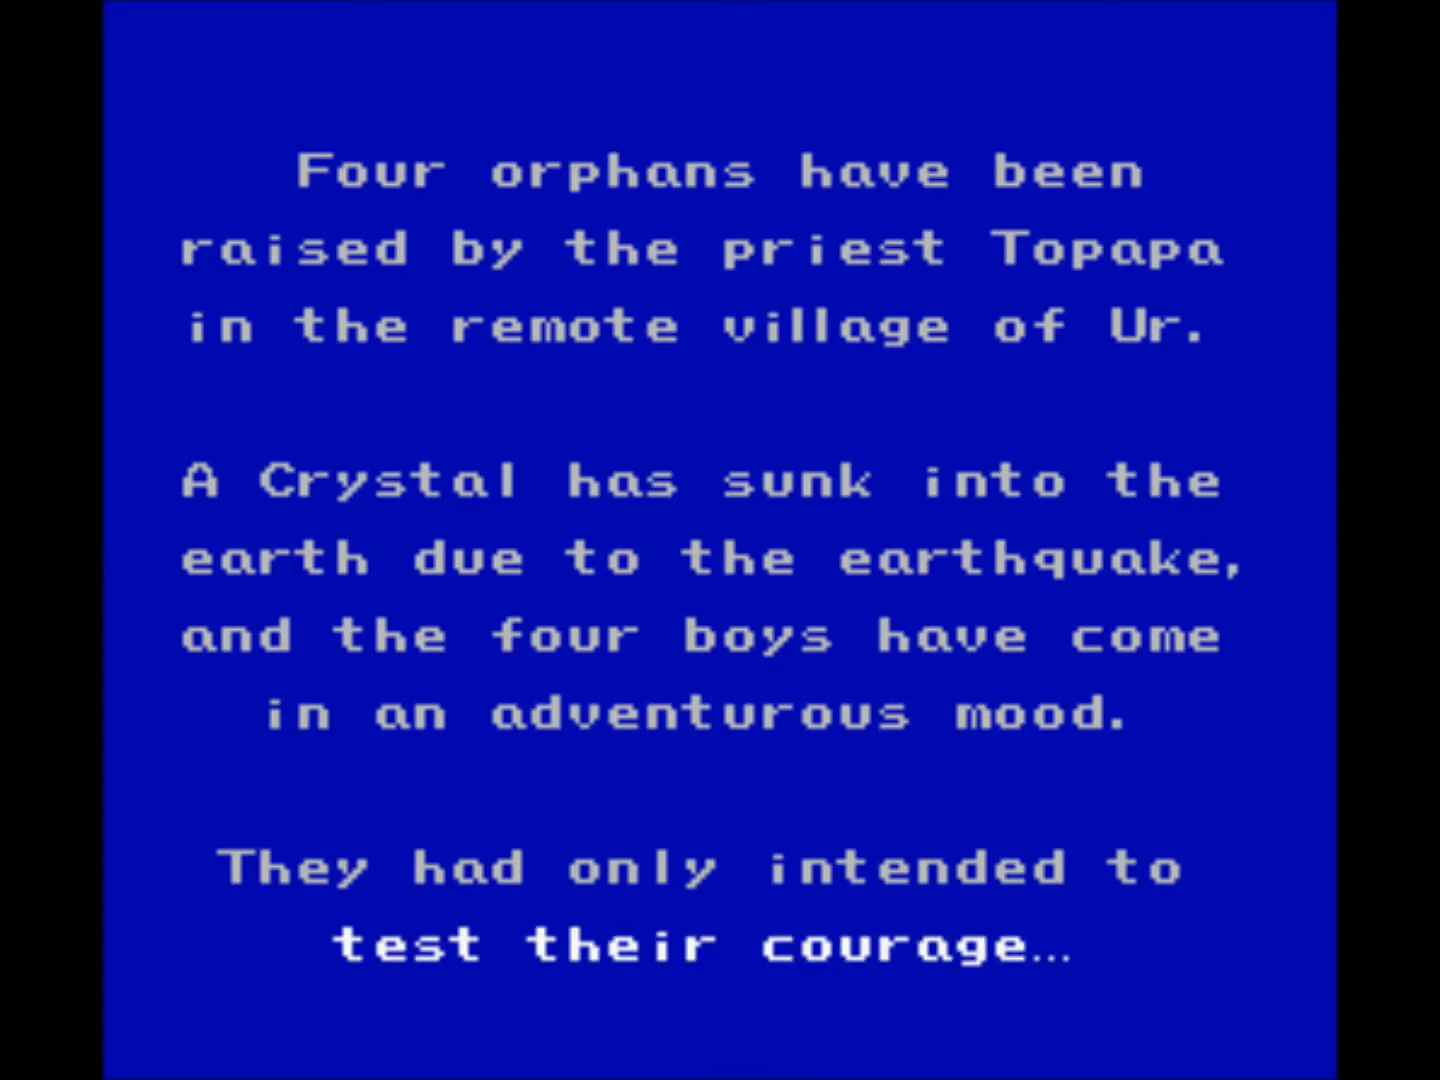 Four orphans have been
raised by the priest Topapa
in the remote village of Ur.
A Crystal has sunk into the
earth due to the earthquake,
and the four boys have come
in an adventurous mood.
They had only intended to
test their courage...